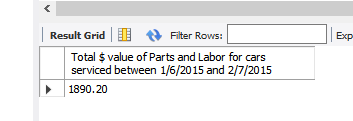 Result Grid Filter Rows: Exp
Total $ value of Parts and Labor for cars
serviced between 1/6/2015 and 2/7/2015
1890.20